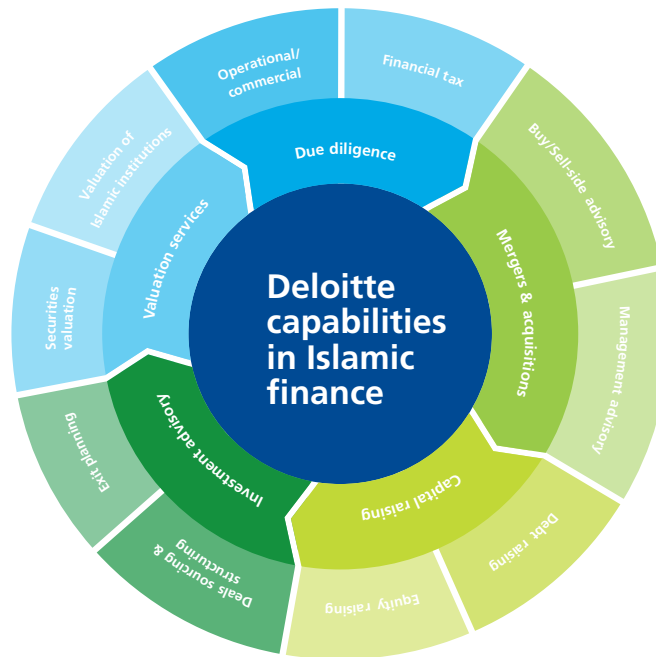 Deloitte
capabilities
in Islamic
finance
Due diligence
Operational/
commercial
Financial tax
Mergers & acquisitions
Buy/Sell-side advisory
Management advisory
Capital raising
Debt raising
Equity raising
Investment advisory
Deals sourcing &
structuring
Exit planning
Valuation services
Securities
valuation
Valuation of
Islamic institutions